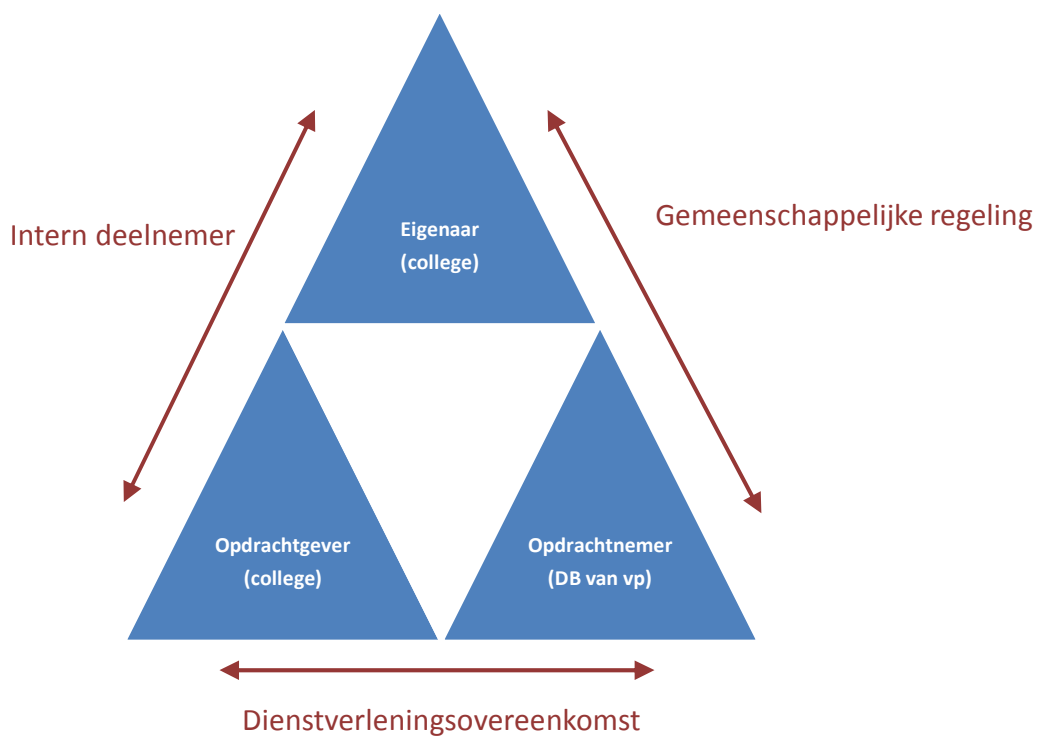 Intern deelnemer
Eigenaar
(college)
Gemeenschappelijke regeling
Opdrachtgever
(college)
Opdrachtnemer
(DB van vp)
Dienstverleningsovereenkomst